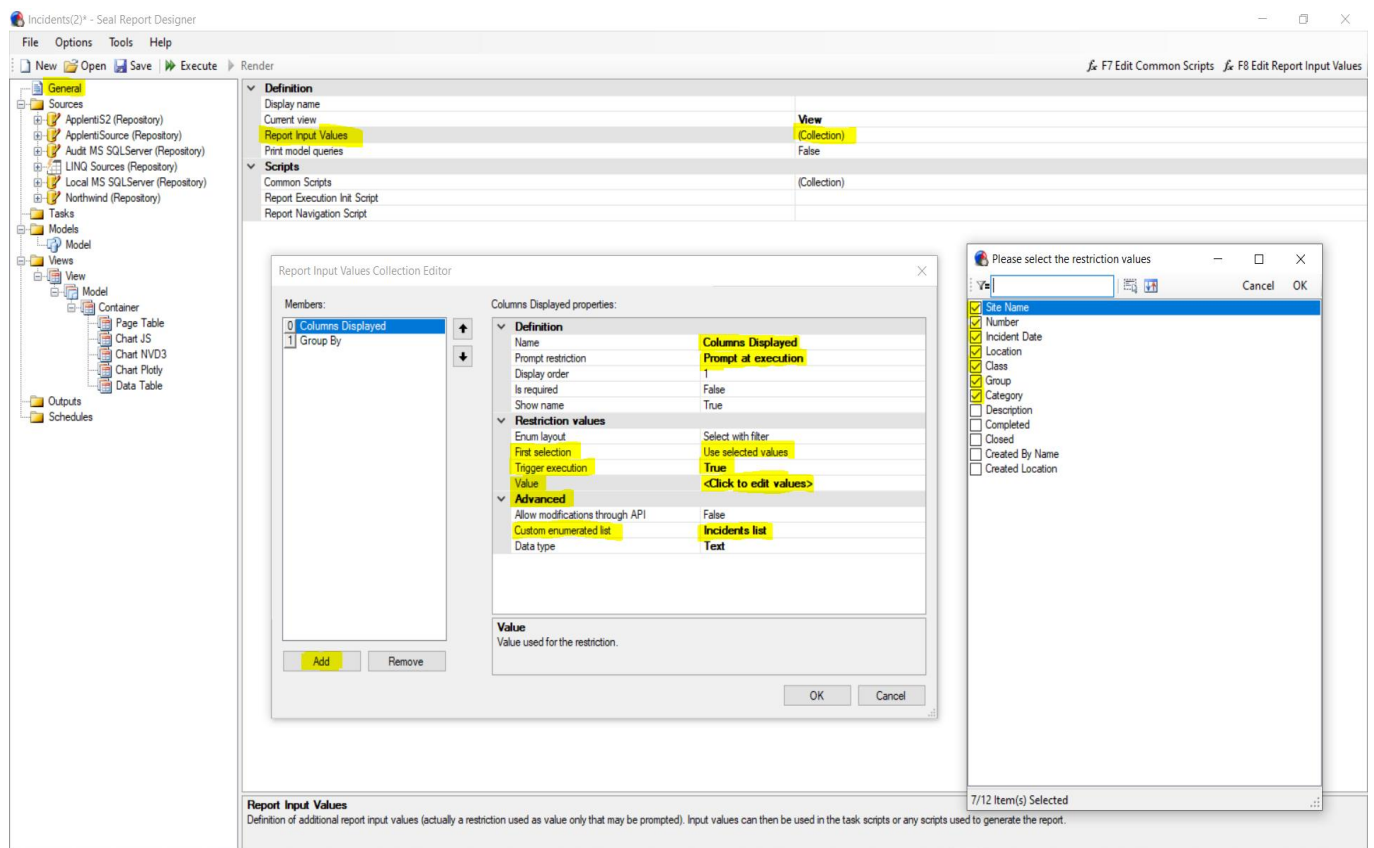 Incidents(2)* - Seal Report Designer
File Options Tools Help
New Open Save Execute Render
fx F7 Edit Common Scripts fx F8 Edit Report Input Values
General
Sources
ApplentiS2 (Repository)
ApplentiSource (Repository)
Audit MS SQLServer (Repository)
LINQ Sources (Repository)
Local MS SQLServer (Repository)
Northwind (Repository)
Tasks
Models
Model
Views
View
Model
Container
Page Table
Chart JS
Chart NVD3
Chart Plotly
Data Table
Outputs
Schedules
Definition
Display name
Current view View
Report Input Values (Collection)
Print model queries False
Scripts
Common Scripts (Collection)
Report Execution Init Script
Report Navigation Script
Report Input Values Collection Editor
Members:
0 Columns Displayed
1 Group By
Add Remove
Columns Displayed properties:
Definition
Name Columns Displayed
Prompt restriction Prompt at execution
Display order 1
Is required False
Show name True
Restriction values
Enum layout Select with filter
First selection Use selected values
Trigger execution True
Value <Click to edit values>
Advanced
Allow modifications through API False
Custom enumerated list Incidents list
Data type Text
Value
Value used for the restriction.
OK Cancel
Please select the restriction values
Cancel OK
Site Name
Number
Incident Date
Location
Class
Group
Category
Description
Completed
Closed
Created By Name
Created Location
7/12 Item(s) Selected
Report Input Values
Definition of additional report input values (actually a restriction used as value only that may be prompted). Input values can then be used in the task scripts or any scripts used to generate the report.